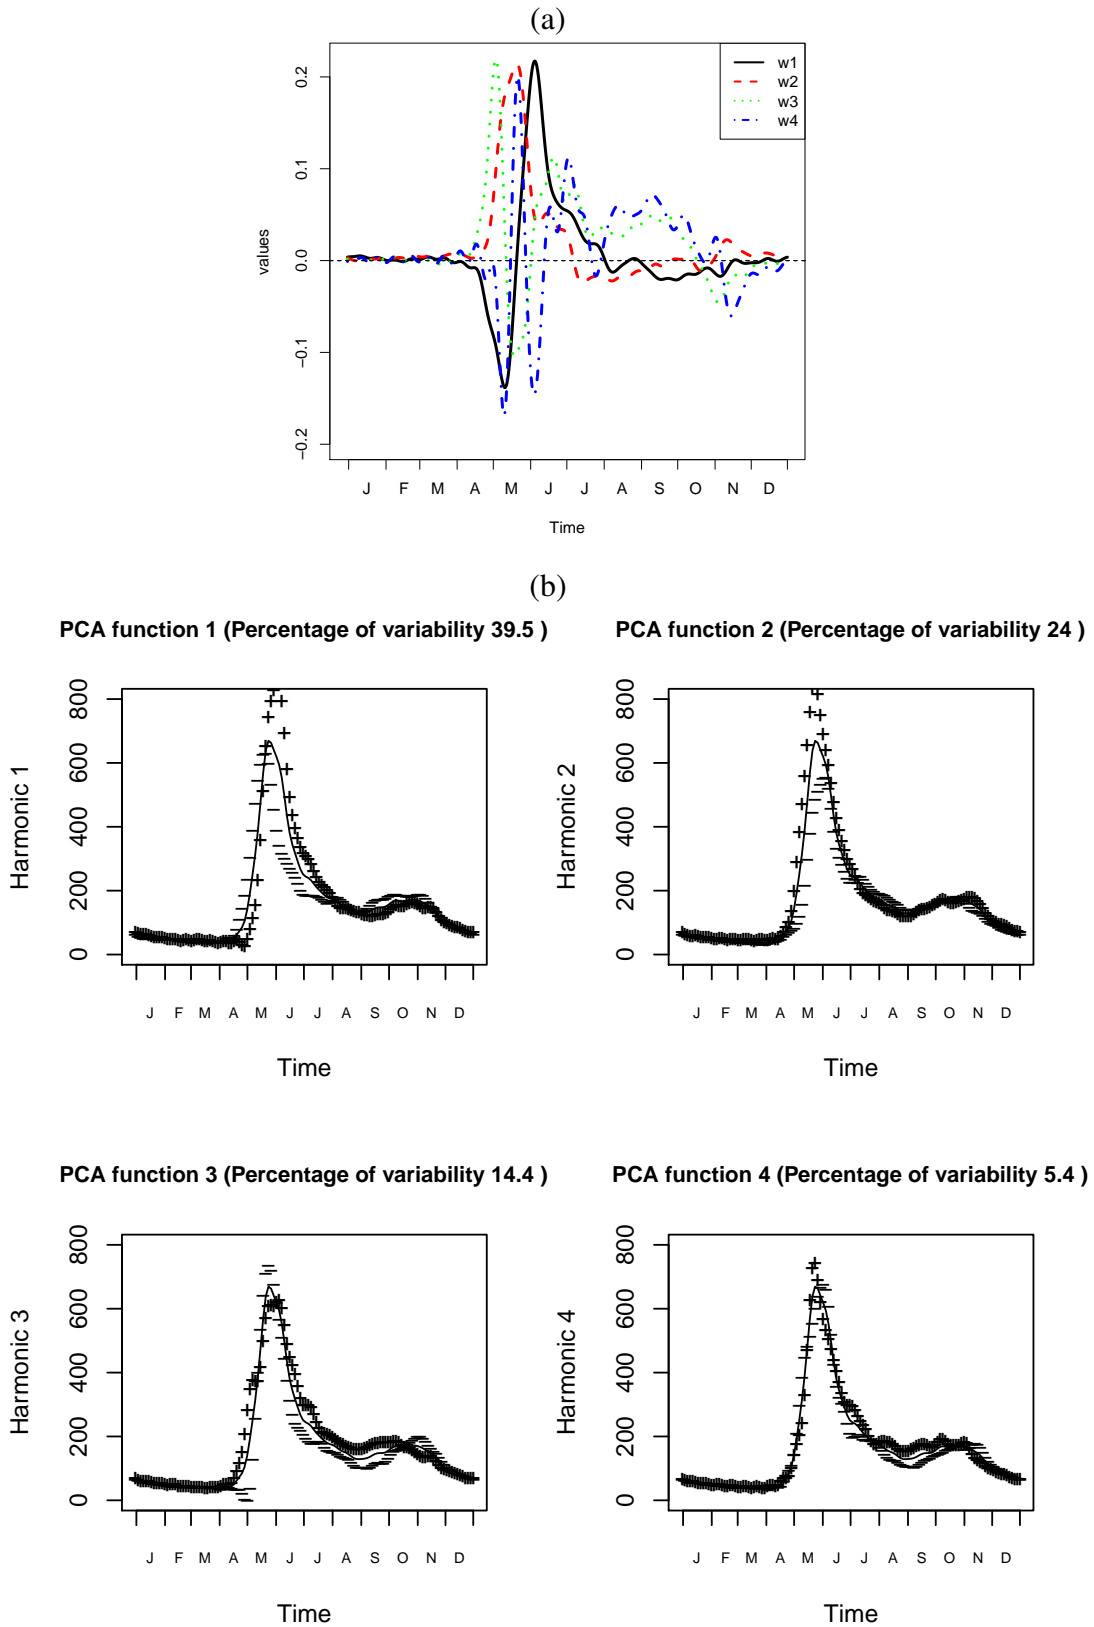 (a)
w1
w2
w3
w4
values
0.2
0.1
0.0
−0.1
−0.2
J F M A M J J A S O N D
Time
(b)
PCA function 1 (Percentage of variability 39.5 )
Harmonic 1
800
600
400
200
0
J F M A M J J A S O N D
Time
PCA function 2 (Percentage of variability 24 )
Harmonic 2
800
600
400
200
0
J F M A M J J A S O N D
Time
PCA function 3 (Percentage of variability 14.4 )
Harmonic 3
800
600
400
200
0
J F M A M J J A S O N D
Time
PCA function 4 (Percentage of variability 5.4 )
Harmonic 4
800
600
400
200
0
J F M A M J J A S O N D
Time